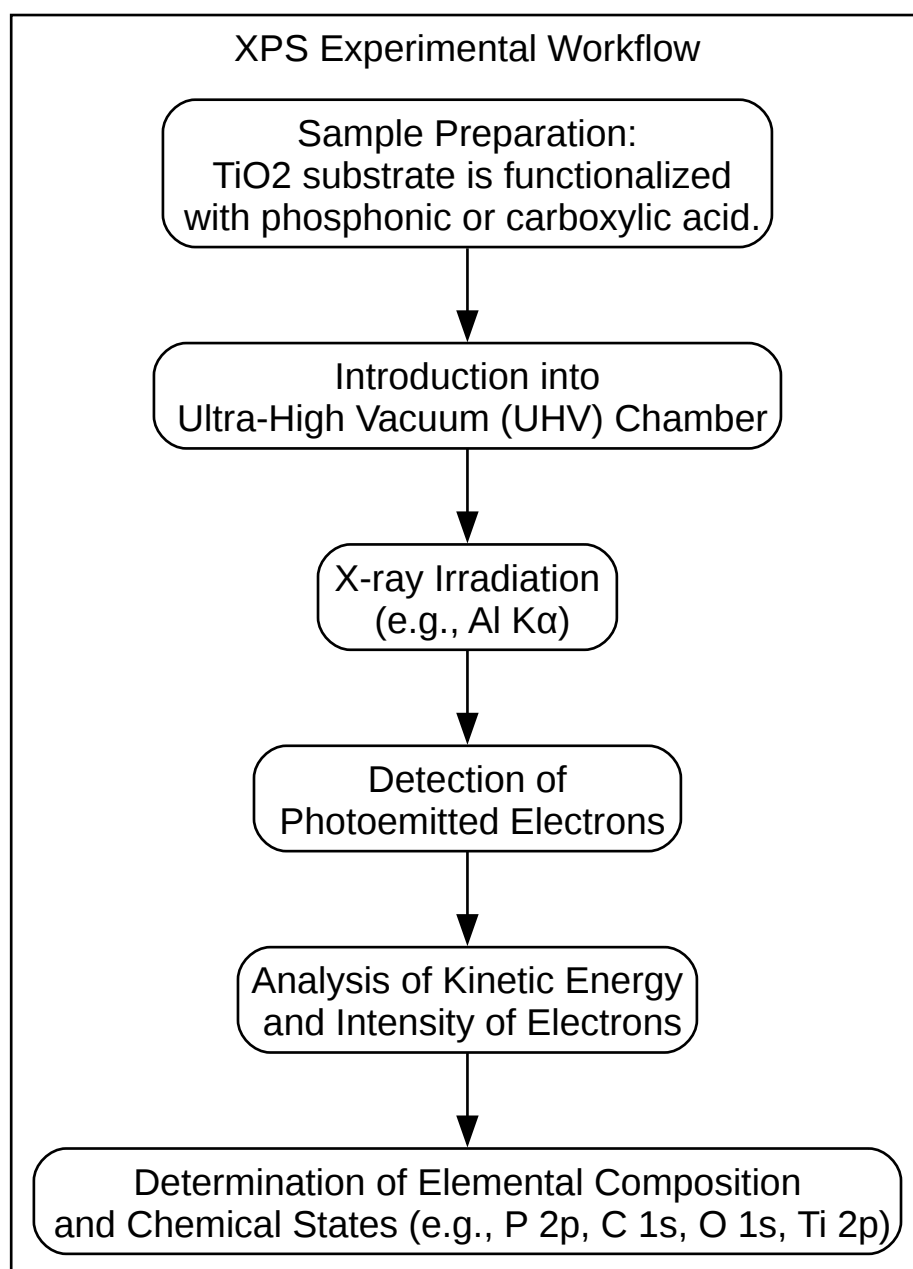 XPS Experimental Workflow
Sample Preparation:
TiO2 substrate is functionalized
with phosphonic or carboxylic acid.
Introduction into
Ultra-High Vacuum (UHV) Chamber
X-ray Irradiation
(e.g., Al Kα)
Detection of
Photoemitted Electrons
Analysis of Kinetic Energy
and Intensity of Electrons
Determination of Elemental Composition
and Chemical States (e.g., P 2p, C 1s, O 1s, Ti 2p)